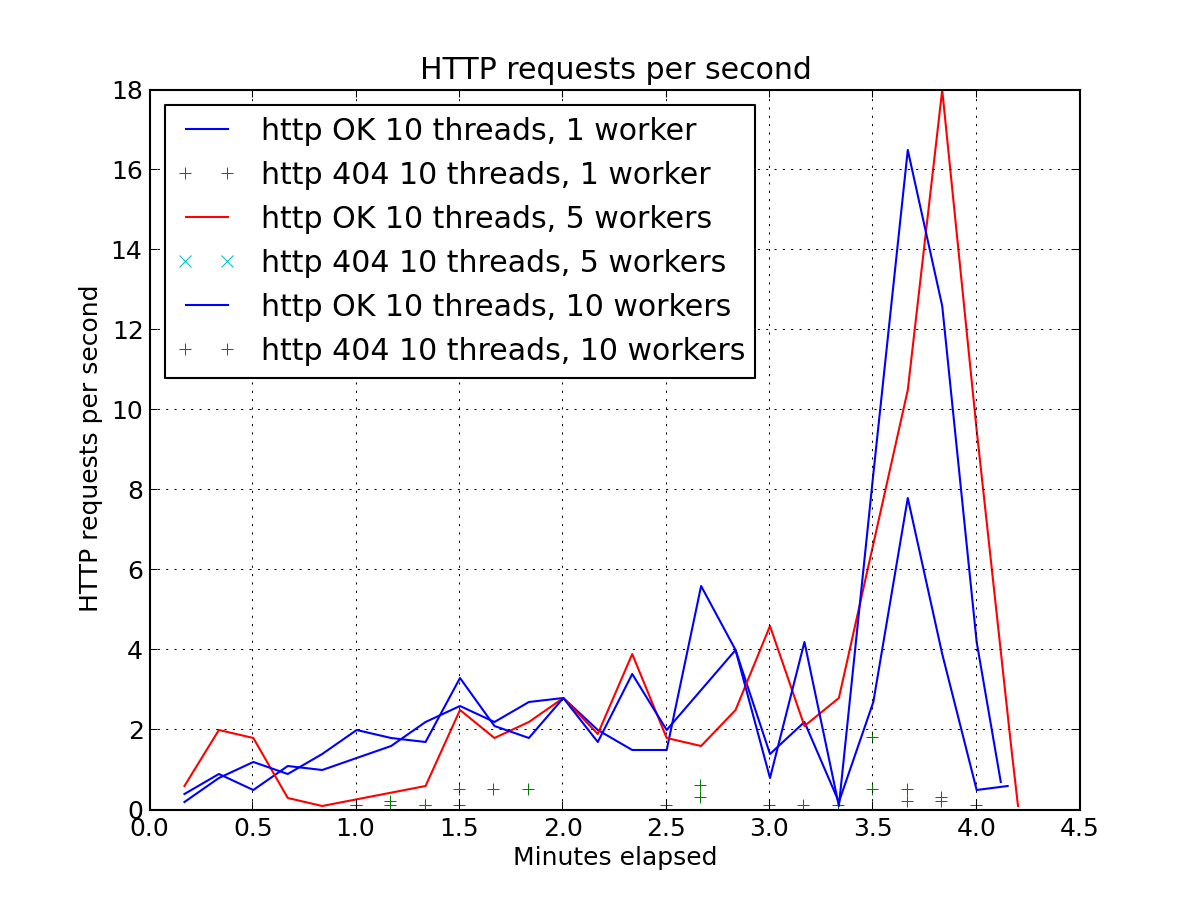 HTTP requests per second
18
16
14
12
10
8
6
4
2
0
HTTP requests per second
http OK 10 threads, 1 worker
http 404 10 threads, 1 worker
http OK 10 threads, 5 workers
http 404 10 threads, 5 workers
http OK 10 threads, 10 workers
http 404 10 threads, 10 workers
0.0 0.5 1.0 1.5 2.0 2.5 3.0 3.5 4.0 4.5
Minutes elapsed